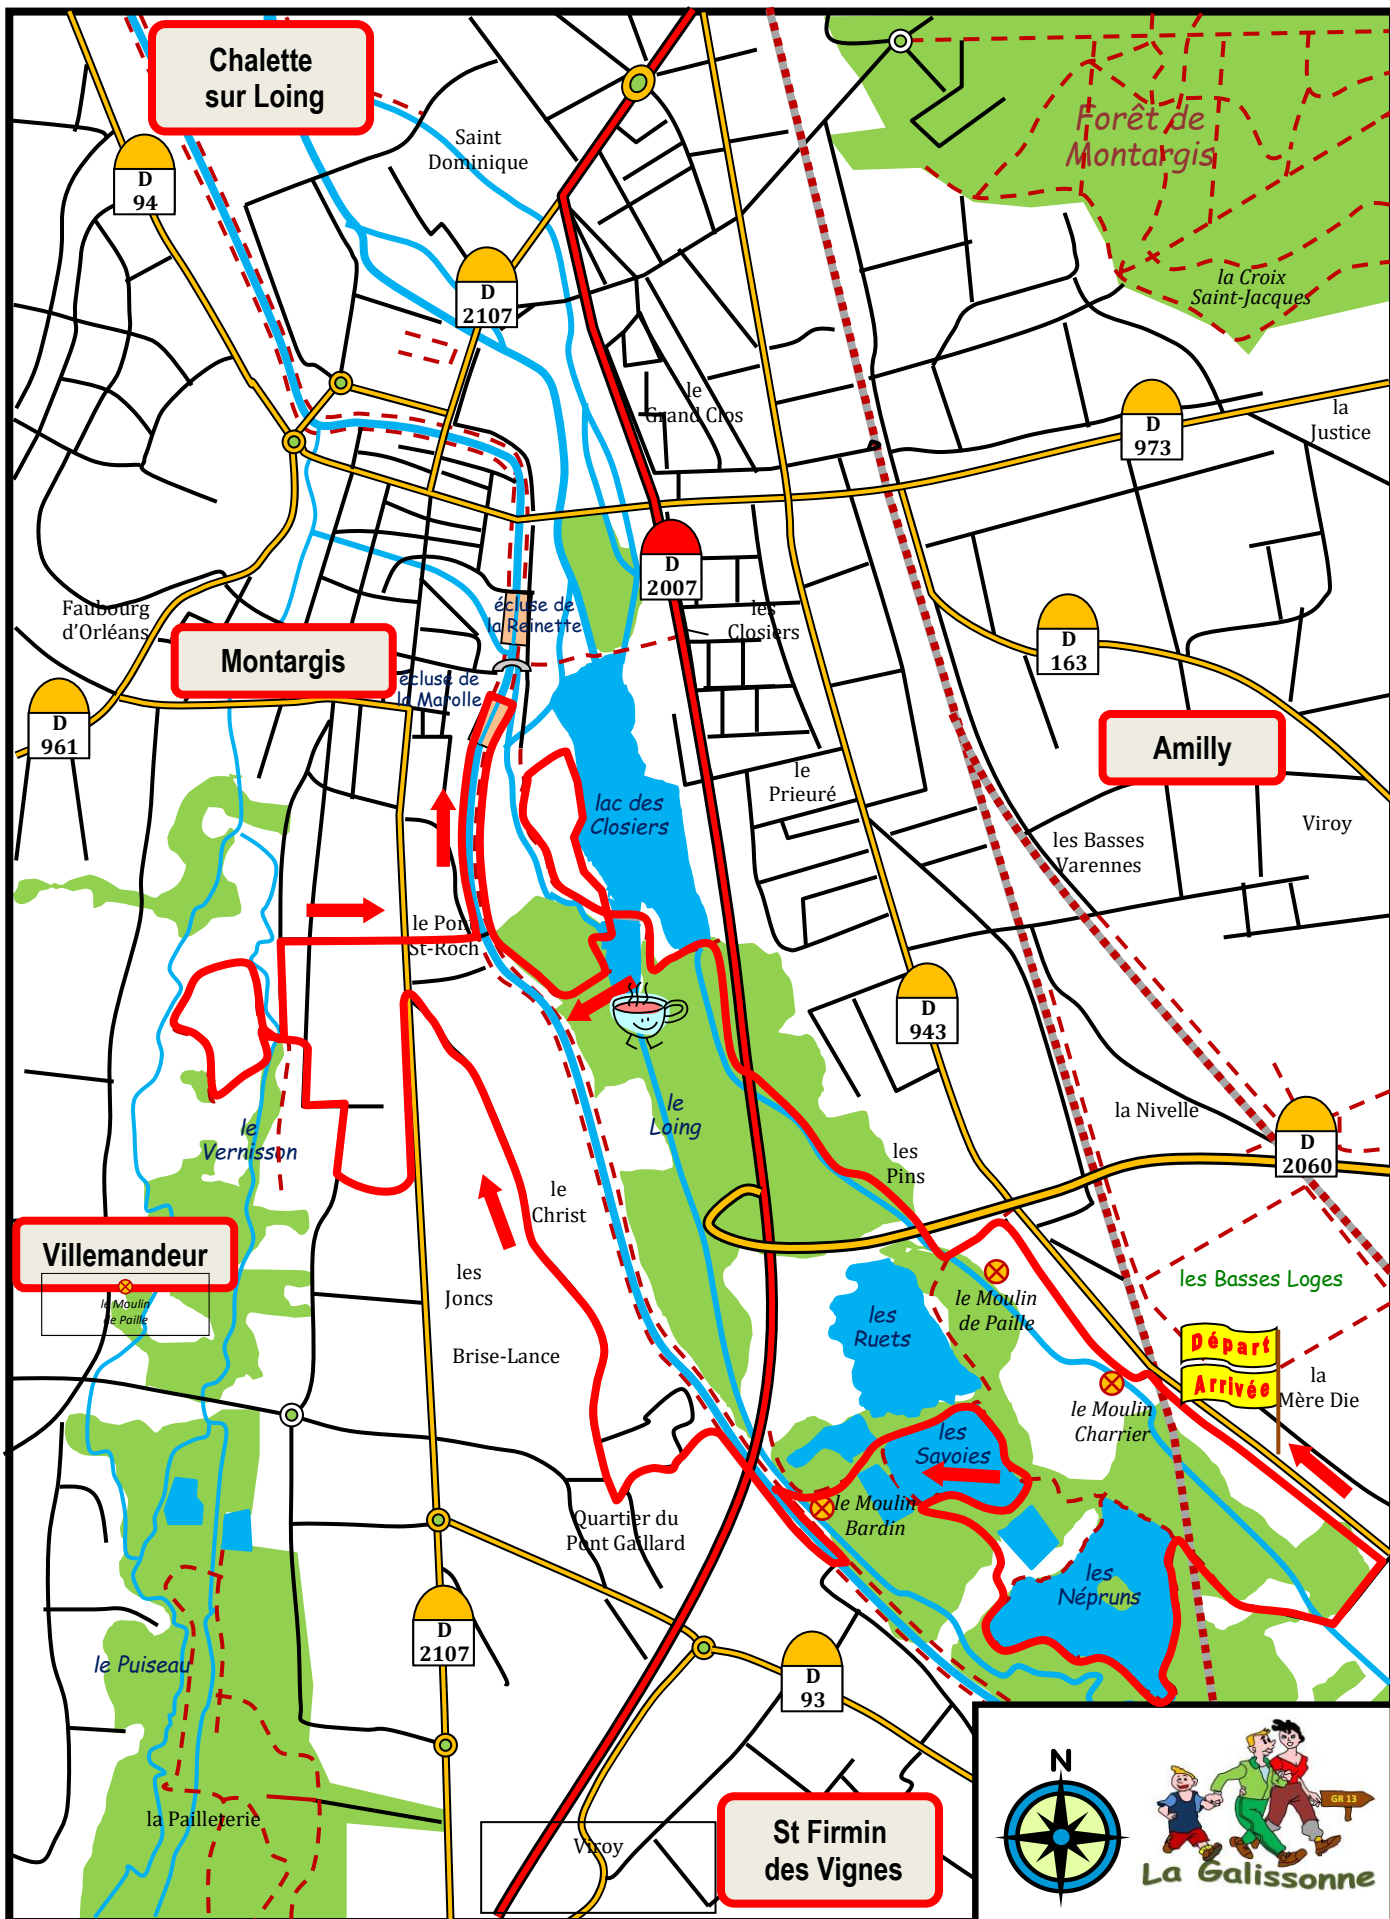 Chalette
sur Loing
Saint
Dominique
Forêt de
Montargis
D
94
la Croix
Saint-Jacques
D
2107
le
Grand Clos
D
973
la
Justice
D
2007
écluse de
la Reinette
les
Closiers
Faubourg
d'Orléans
D
163
Montargis
écluse de
la Marolle
D
961
Amilly
le
Prieuré
lac des
Closiers
Viroy
les Basses
Varennes
le Pont
St-Roch
D
943
le
Loing
la Nivelle
le
Vernisson
D
2060
les
Pins
le
Christ
Villemandeur
le Moulin
de Paille
les
Joncs
les Basses Loges
le Moulin
de Paille
les
Ruets
Départ
Arrivée
Brise-Lance
la
Mère Die
le Moulin
Charrier
les
Savoies
le Moulin
Bardin
Quartier du
Pont Gaillard
les
Népruns
D
2107
le Puiseau
D
93
la Pailleterie
Viroy
St Firmin
des Vignes
N
GR 13
La Galissonne